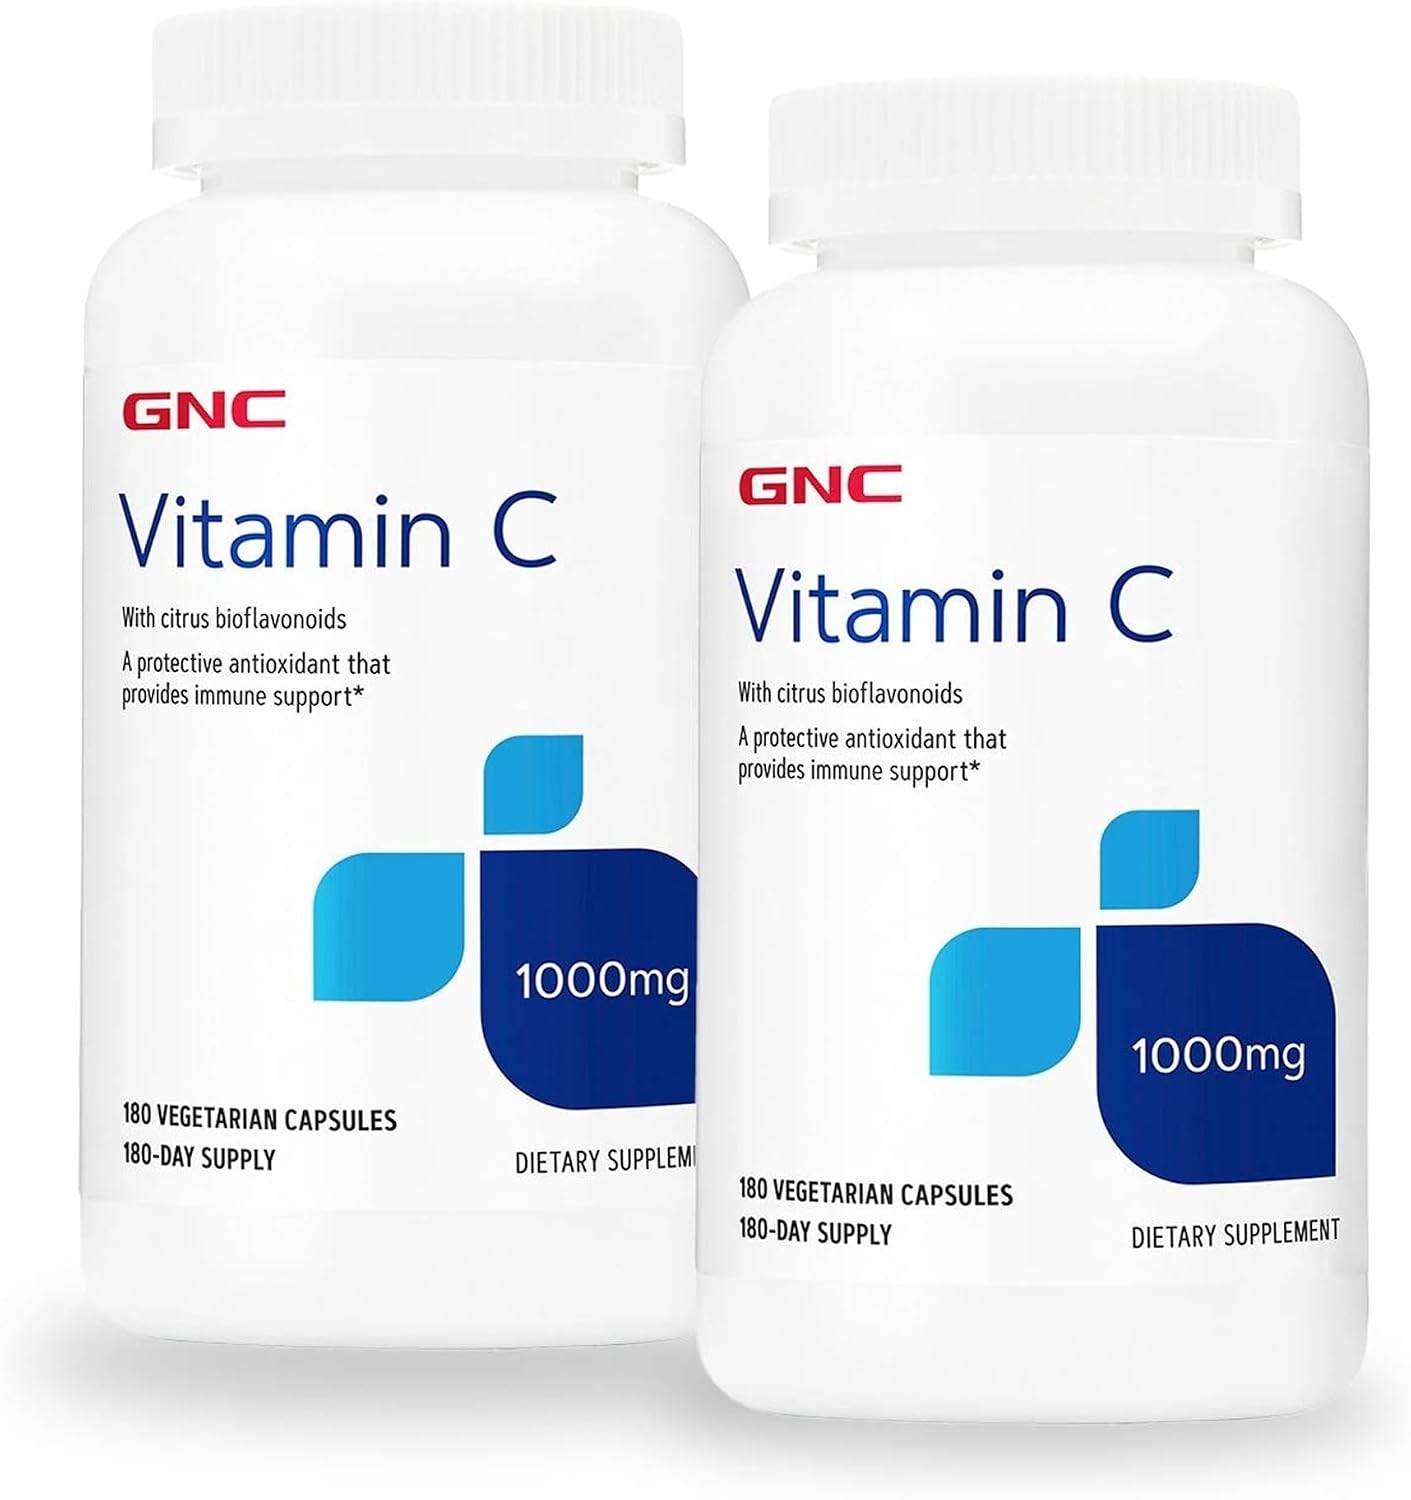 GNC
Vitamin C
With citrus bioflavonoids
A protective antioxidant that
provides immune support*
1000mg
180 VEGETARIAN CAPSULES
180-DAY SUPPLY
DIETARY SUPPLEM
GNC
Vitamin C
With citrus bioflavonoids
A protective antioxidant that
provides immune support*
1000mg
180 VEGETARIAN CAPSULES
180-DAY SUPPLY
DIETARY SUPPLEMENT